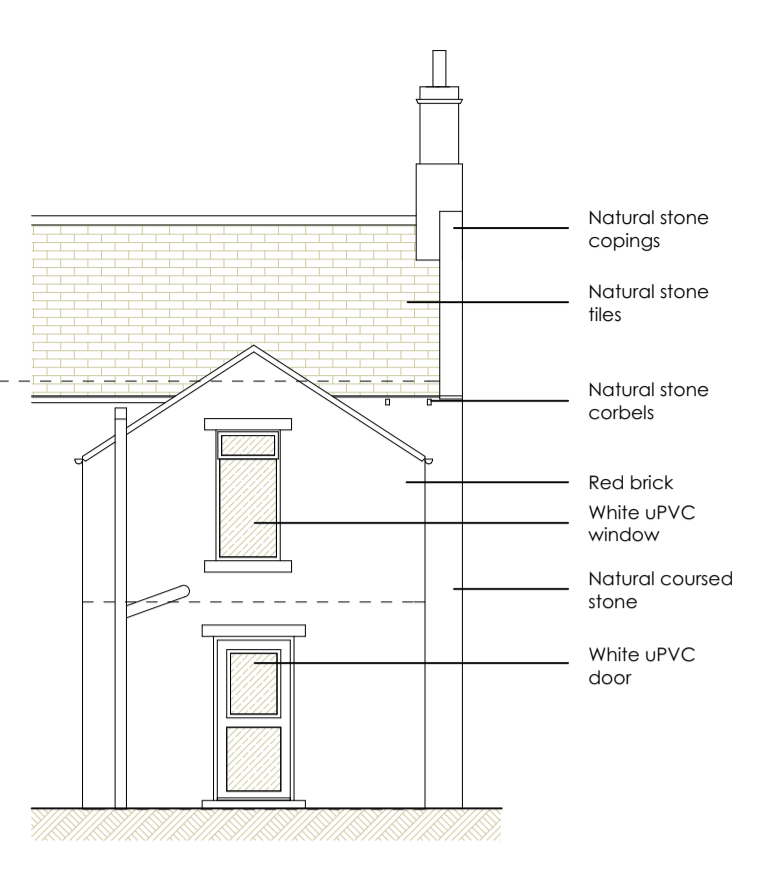 Natural stone
copings
Natural stone
tiles
Natural stone
corbels
Red brick
White uPVC
window
Natural coursed
stone
White uPVC
door